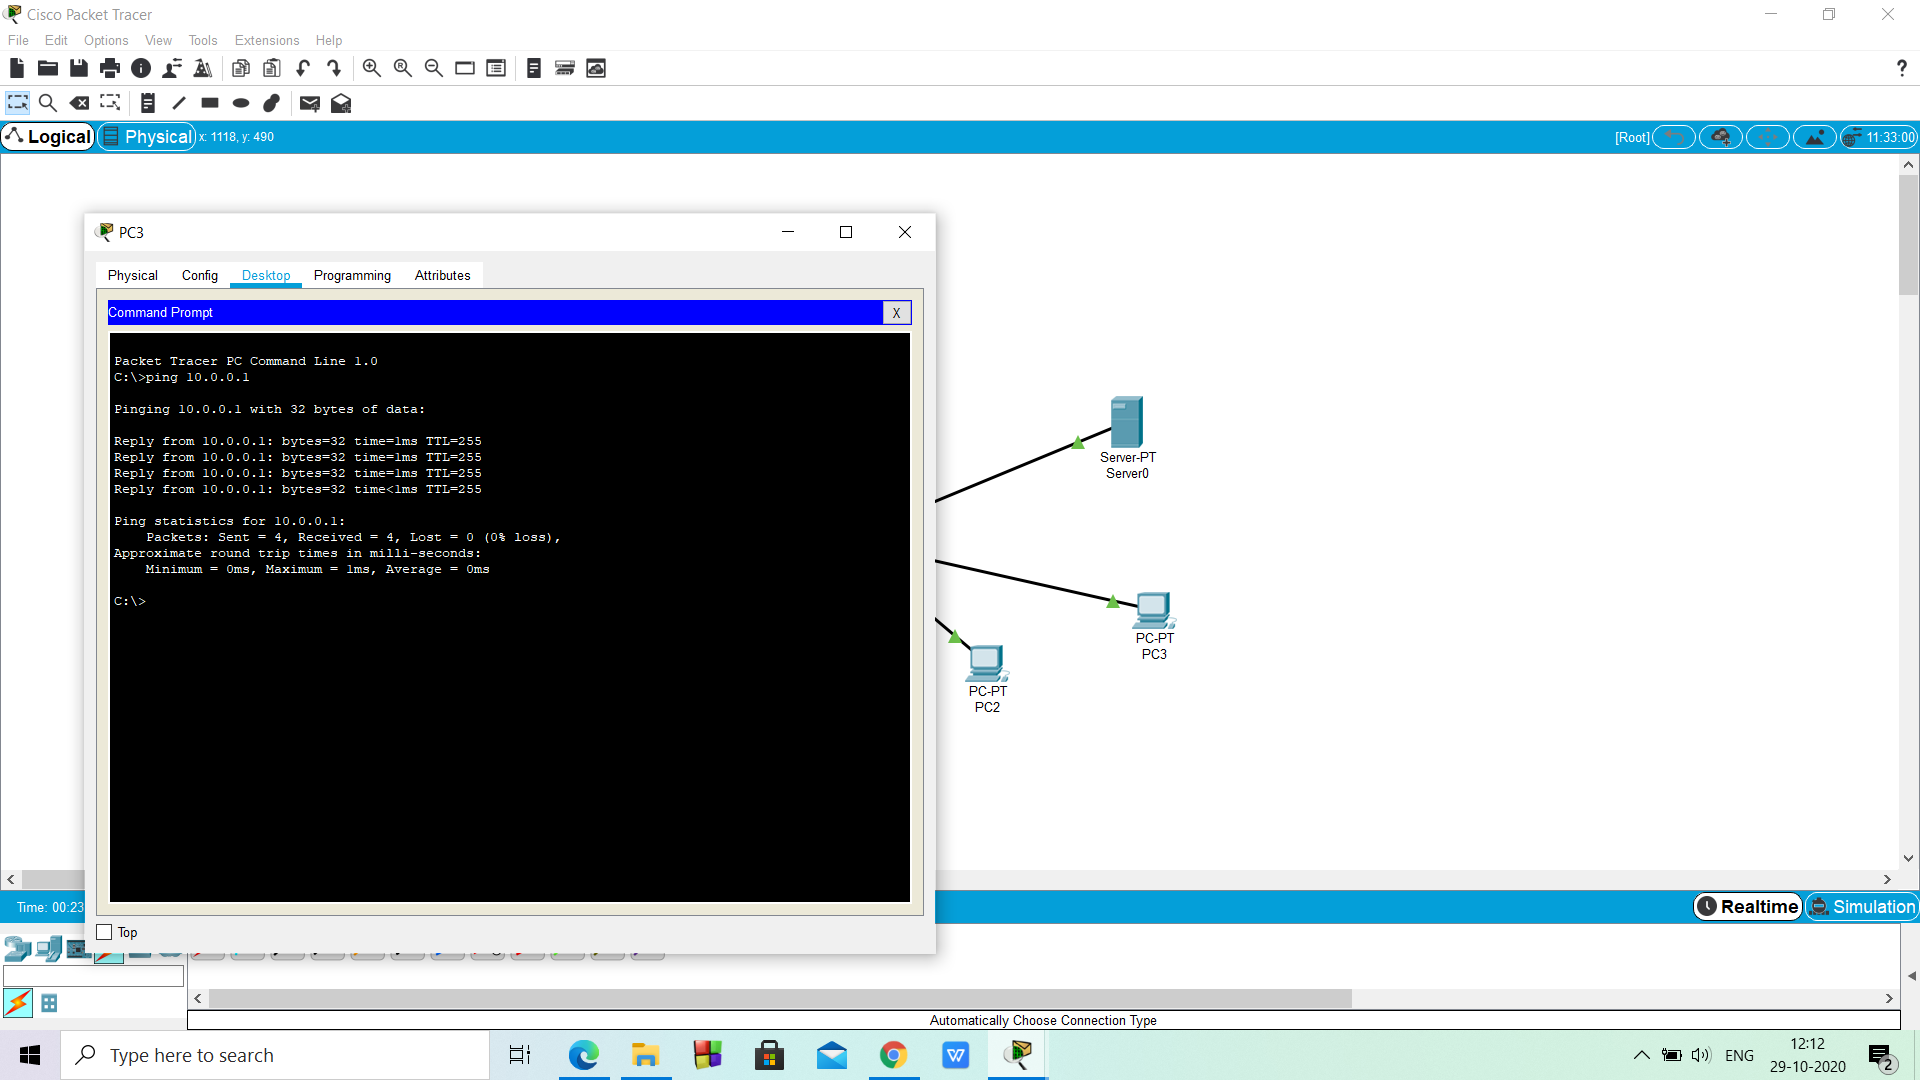 Cisco Packet Tracer
File Edit Options View Tools Extensions Help
Logical Physical x: 1118, y: 490 [Root] 11:33:00
PC3
Physical Config Desktop Programming Attributes
Command Prompt X
Packet Tracer PC Command Line 1.0
C:\>ping 10.0.0.1
Pinging 10.0.0.1 with 32 bytes of data:
Reply from 10.0.0.1: bytes=32 time=1ms TTL=255
Reply from 10.0.0.1: bytes=32 time=1ms TTL=255
Reply from 10.0.0.1: bytes=32 time=1ms TTL=255
Reply from 10.0.0.1: bytes=32 time<1ms TTL=255
Ping statistics for 10.0.0.1:
Packets: Sent = 4, Received = 4, Lost = 0 (0% loss),
Approximate round trip times in milli-seconds:
Minimum = 0ms, Maximum = 1ms, Average = 0ms
C:\>
Server-PT
Server0
PC-PT
PC3
PC-PT
PC2
Time: 00:23
Realtime Simulation
Top
Automatically Choose Connection Type
Type here to search
ENG
12:12
29-10-2020
2